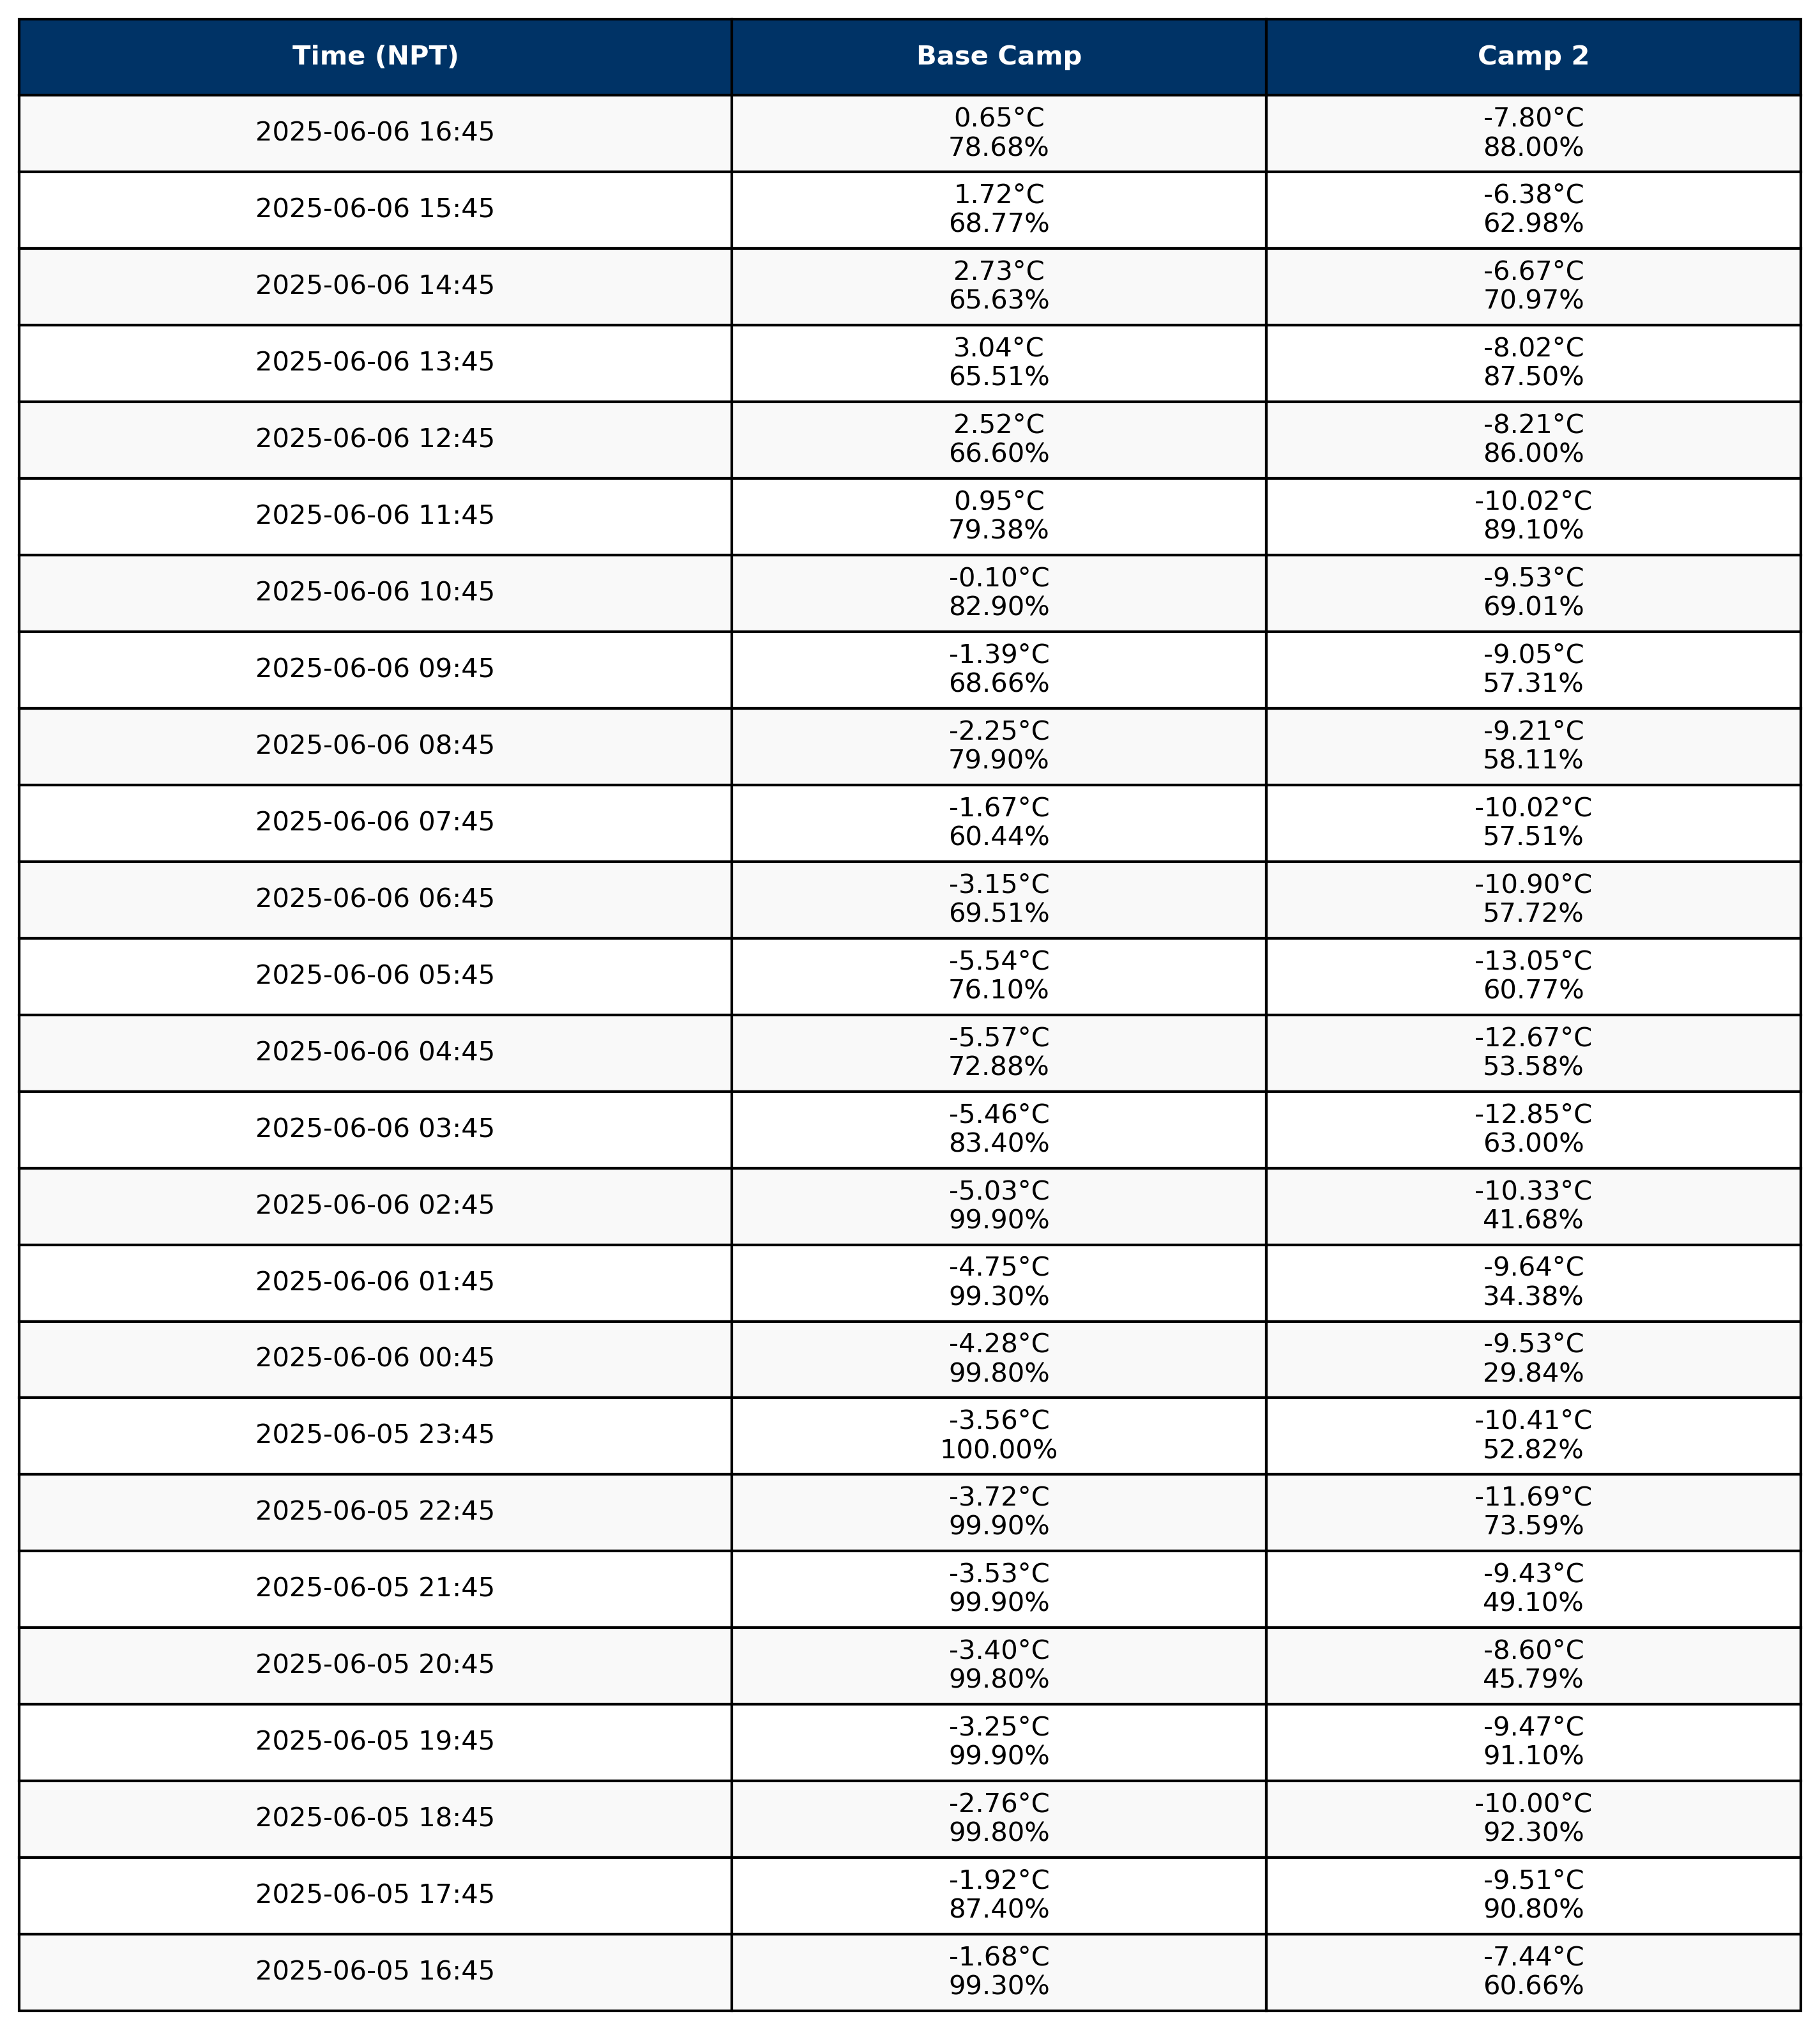 Time (NPT) Base Camp Camp 2
2025-06-06 16:45 0.65°C -7.80°C
78.68% 88.00%
2025-06-06 15:45 1.72°C -6.38°C
68.77% 62.98%
2025-06-06 14:45 2.73°C -6.67°C
65.63% 70.97%
2025-06-06 13:45 3.04°C -8.02°C
65.51% 87.50%
2025-06-06 12:45 2.52°C -8.21°C
66.60% 86.00%
2025-06-06 11:45 0.95°C -10.02°C
79.38% 89.10%
2025-06-06 10:45 -0.10°C -9.53°C
82.90% 69.01%
2025-06-06 09:45 -1.39°C -9.05°C
68.66% 57.31%
2025-06-06 08:45 -2.25°C -9.21°C
79.90% 58.11%
2025-06-06 07:45 -1.67°C -10.02°C
60.44% 57.51%
2025-06-06 06:45 -3.15°C -10.90°C
69.51% 57.72%
2025-06-06 05:45 -5.54°C -13.05°C
76.10% 60.77%
2025-06-06 04:45 -5.57°C -12.67°C
72.88% 53.58%
2025-06-06 03:45 -5.46°C -12.85°C
83.40% 63.00%
2025-06-06 02:45 -5.03°C -10.33°C
99.90% 41.68%
2025-06-06 01:45 -4.75°C -9.64°C
99.30% 34.38%
2025-06-06 00:45 -4.28°C -9.53°C
99.80% 29.84%
2025-06-05 23:45 -3.56°C -10.41°C
100.00% 52.82%
2025-06-05 22:45 -3.72°C -11.69°C
99.90% 73.59%
2025-06-05 21:45 -3.53°C -9.43°C
99.90% 49.10%
2025-06-05 20:45 -3.40°C -8.60°C
99.80% 45.79%
2025-06-05 19:45 -3.25°C -9.47°C
99.90% 91.10%
2025-06-05 18:45 -2.76°C -10.00°C
99.80% 92.30%
2025-06-05 17:45 -1.92°C -9.51°C
87.40% 90.80%
2025-06-05 16:45 -1.68°C -7.44°C
99.30% 60.66%